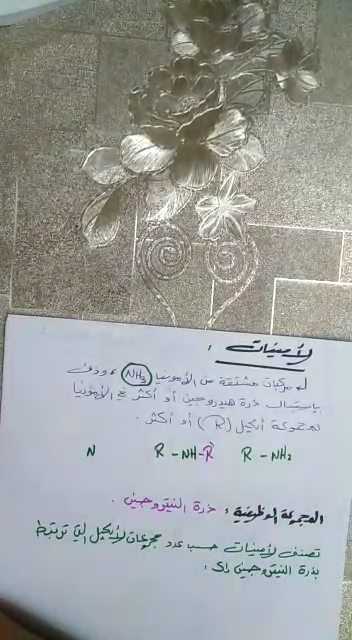 الأمينات :
مركبات مشتقة من الأمونيا NH₃ ، وذلك
باستبدال ذرة هيدروجين أو أكثر في الأمونيا
بمجموعة ألكيل (R) أو أكثر .
R - NH₂ R - NH - R N
المجموعة الوظيفية : ذرة النيتروجين .
تصنف الأمينات حسب عدد مجموعات الألكيل التي ترتبط
بذرة النيتروجين إلى :